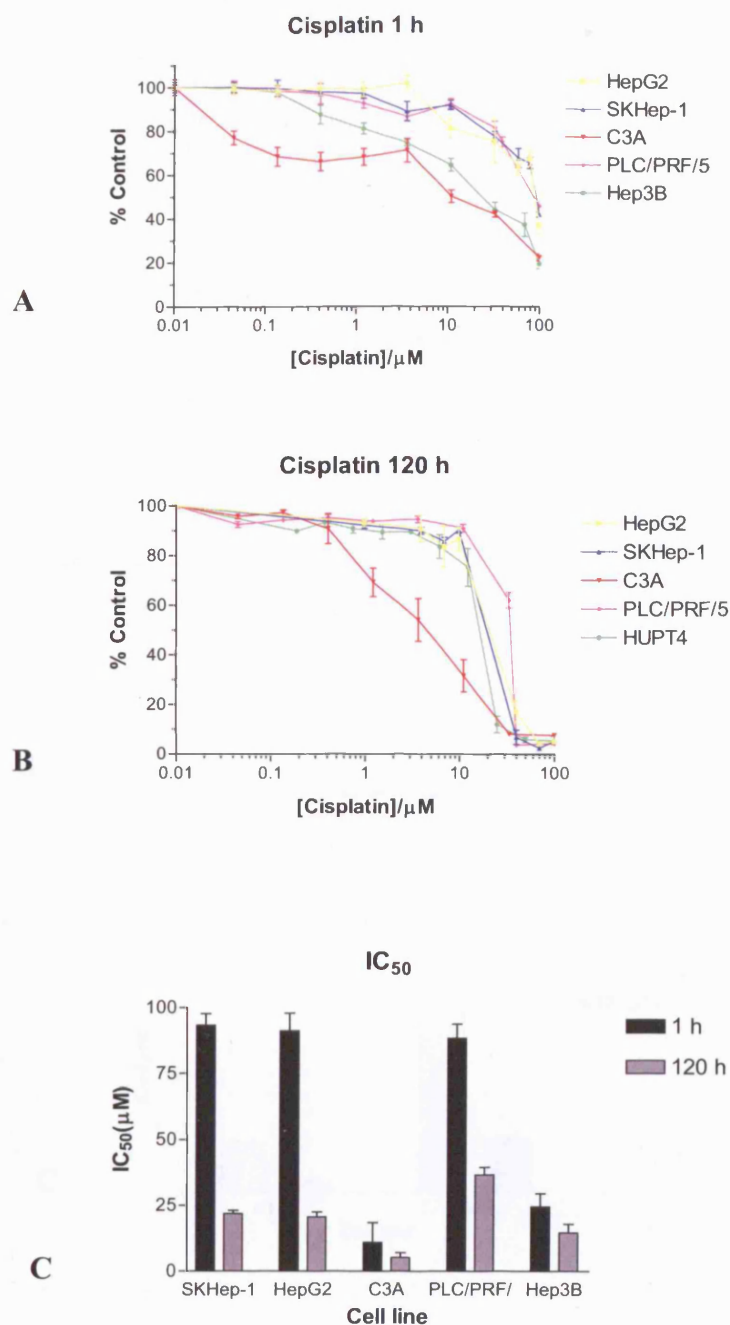 Cisplatin 1 h
% Control
100
80
60
40
20
0
0.01 0.1 1 10 100
[Cisplatin]/μM
HepG2
SKHep-1
C3A
PLC/PRF/5
Hep3B
A
Cisplatin 120 h
% Control
100
80
60
40
20
0
0.01 0.1 1 10 100
[Cisplatin]/μM
HepG2
SKHep-1
C3A
PLC/PRF/5
HUPT4
B
IC50
IC50(μM)
100
75
50
25
0
SKHep-1 HepG2 C3A PLC/PRF/ Hep3B
Cell line
1 h
120 h
C